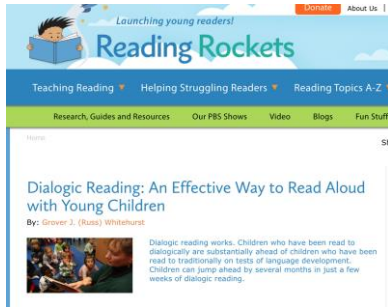 Donate About Us |
Launching young readers!
Reading Rockets
Teaching Reading Helping Struggling Readers Reading Topics A-Z
Research, Guides and Resources Our PBS Shows Video Blogs Fun Stuff
Home
Dialogic Reading: An Effective Way to Read Aloud
with Young Children
By: Grover J. (Russ) Whitehurst
Dialogic reading works. Children who have been read to
dialogically are substantially ahead of children who have been
read to traditionally on tests of language development.
Children can jump ahead by several months in just a few
weeks of dialogic reading.